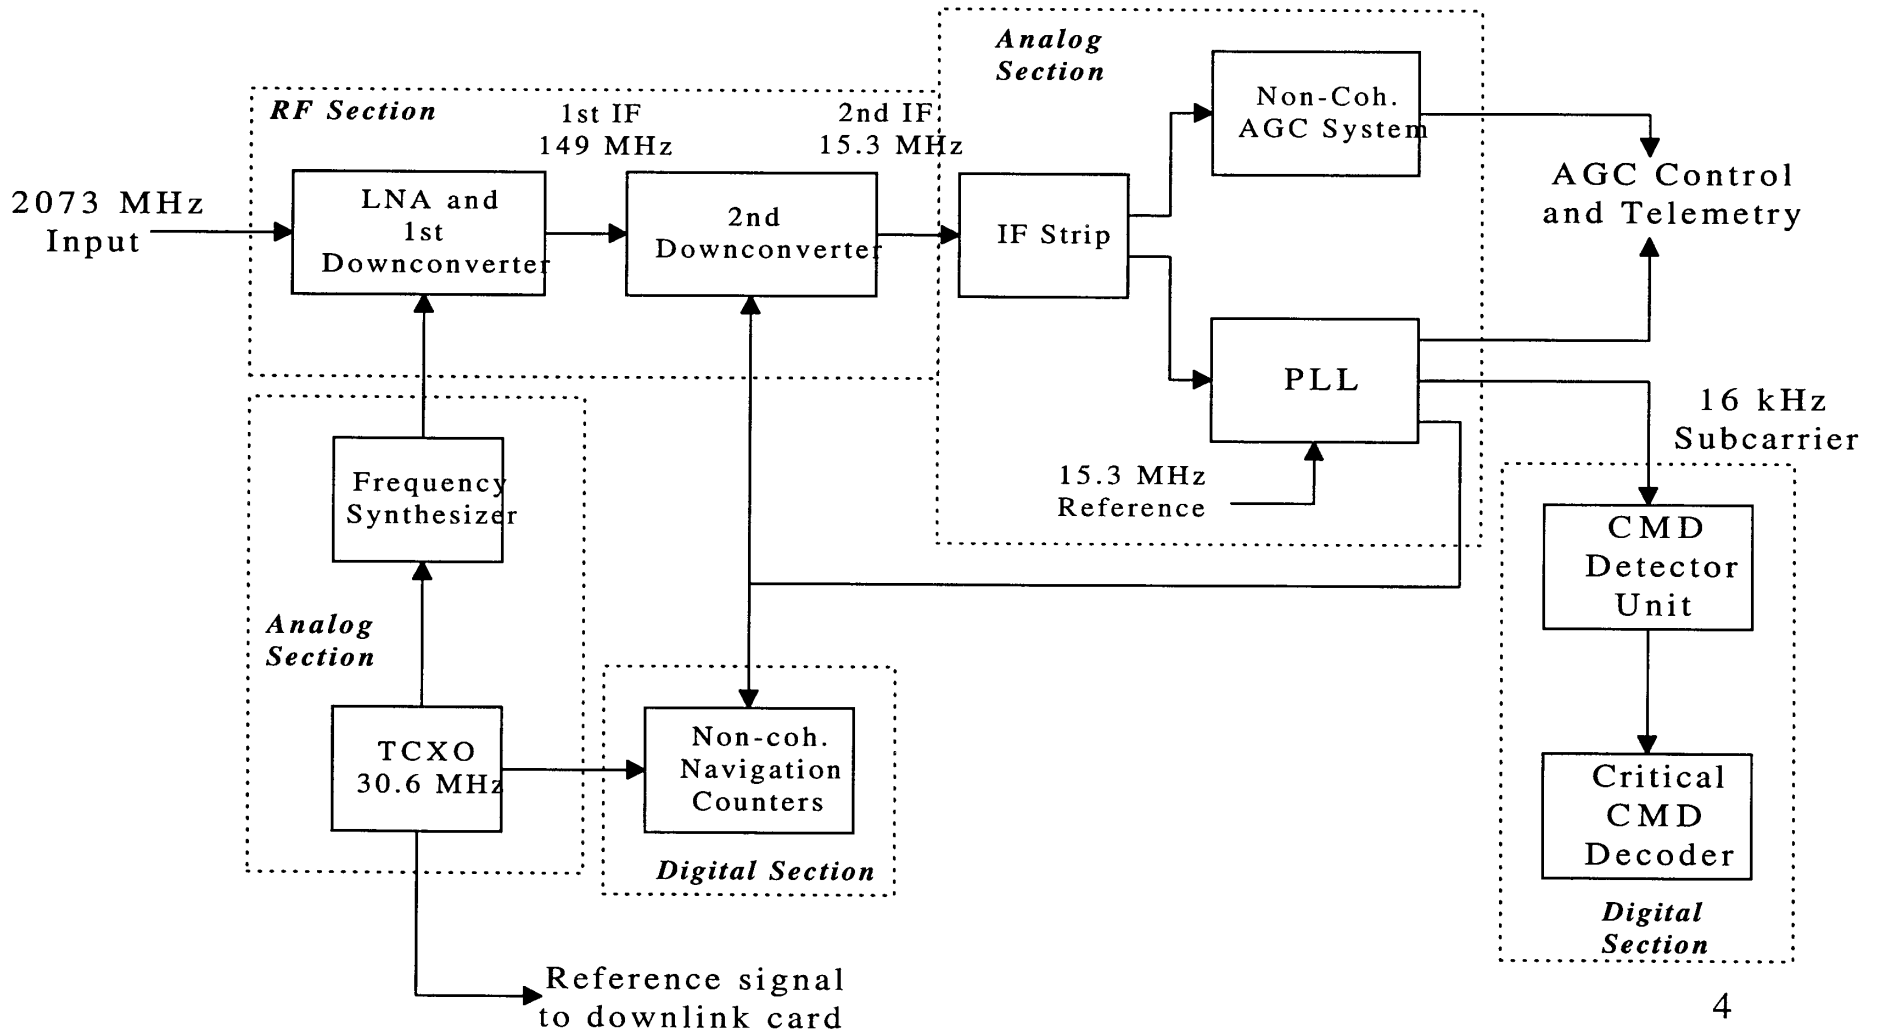 Analog
Section
RF Section
1st IF
149 MHz
2nd IF
15.3 MHz
Non-Coh.
AGC System
2073 MHz
Input
LNA and
1st
Downconverter
2nd
Downconverter
IF Strip
AGC Control
and Telemetry
PLL
16 kHz
Subcarrier
15.3 MHz
Reference
Frequency
Synthesizer
CMD
Detector
Unit
Analog
Section
TCXO
30.6 MHz
Non-coh.
Navigation
Counters
Digital Section
Critical
CMD
Decoder
Digital
Section
Reference signal
to downlink card
4